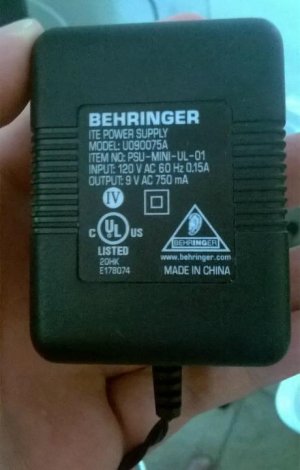 BEHRINGER
ITE POWER SUPPLY
MODEL: U090075A
ITEM NO: PSU-MINI-UL-01
INPUT: 120 V AC 60 Hz 0.15A
OUTPUT: 9 V AC 750 mA
IV
C UL US
LISTED
2QHK
E178074
BEHRINGER
www.behringer.com
MADE IN CHINA